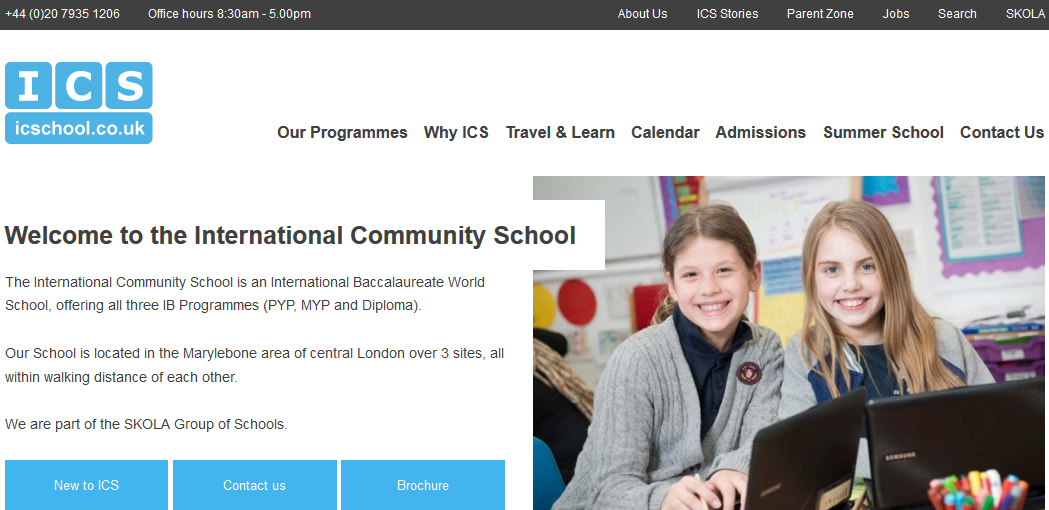 +44 (0)20 7935 1206 Office hours 8:30am - 5.00pm About Us ICS Stories Parent Zone Jobs Search SKOLA
ICS
icschool.co.uk
Our Programmes Why ICS Travel & Learn Calendar Admissions Summer School Contact Us
Welcome to the International Community School
The International Community School is an International Baccalaureate World
School, offering all three IB Programmes (PYP, MYP and Diploma).
Our School is located in the Marylebone area of central London over 3 sites, all
within walking distance of each other.
We are part of the SKOLA Group of Schools.
New to ICS Contact us Brochure
SAMSUNG
SAMSUNG